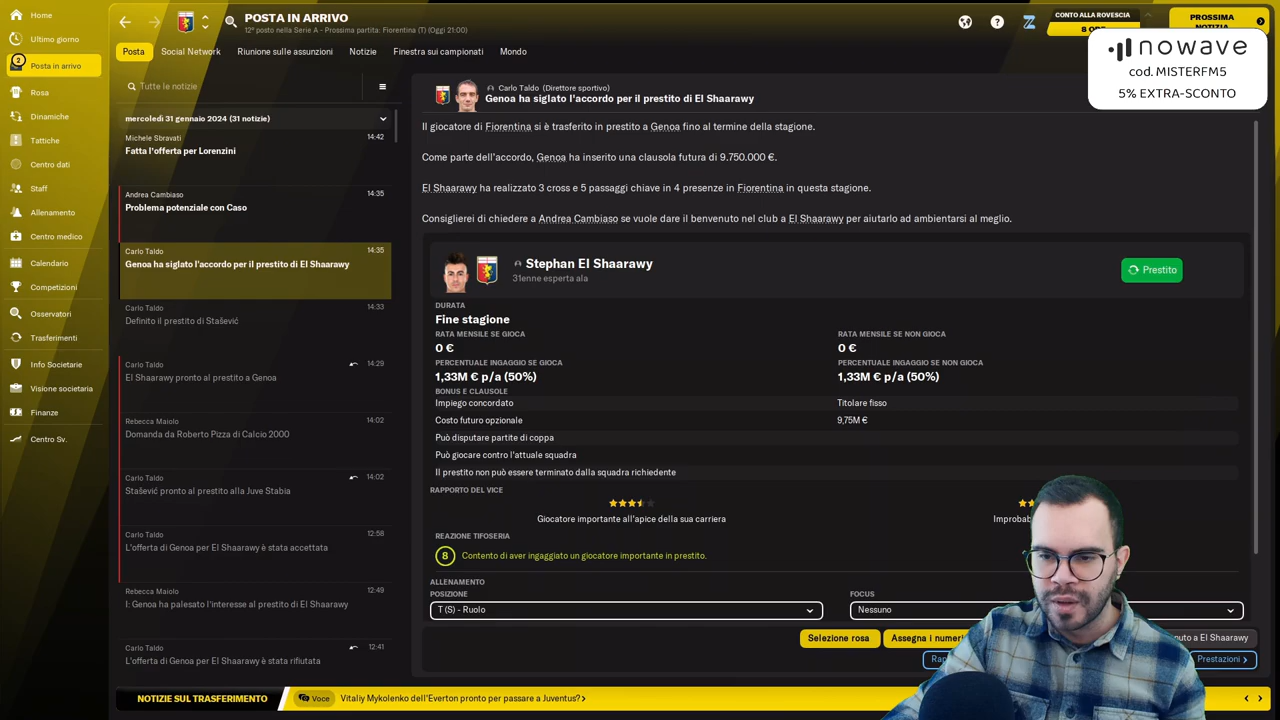 Home
Ultimo giorno
2
Posta in arrivo
Rosa
Dinamiche
Tattiche
Centro dati
Staff
Allenamento
Centro medico
Calendario
Competizioni
Osservatori
Trasferimenti
Info Societarie
Visione societaria
Finanze
Centro Sv.
POSTA IN ARRIVO
12º posto nella Serie A - Prossima partita: Fiorentina (T) (Oggi 21:00)
CONTO ALLA ROVESCIA
8 ORE
PROSSIMA
NOTIZIA
nowave
cod. MISTERFM5
5% EXTRA-SCONTO
Posta
Social Network
Riunione sulle assunzioni
Notizie
Finestra sui campionati
Mondo
Tutte le notizie
mercoledì 31 gennaio 2024 (31 notizie)
Michele Sbravati 14:42
Fatta l'offerta per Lorenzini
Andrea Cambiaso 14:35
Problema potenziale con Caso
Carlo Taldo 14:35
Genoa ha siglato l'accordo per il prestito di El Shaarawy
Carlo Taldo 14:33
Definito il prestito di Stašević
Carlo Taldo 14:29
El Shaarawy pronto al prestito a Genoa
Rebecca Maiolo 14:02
Domanda da Roberto Pizza di Calcio 2000
Carlo Taldo 14:02
Stašević pronto al prestito alla Juve Stabia
Carlo Taldo 12:58
L'offerta di Genoa per El Shaarawy è stata accettata
Rebecca Maiolo 12:49
I: Genoa ha palesato l'interesse al prestito di El Shaarawy
Carlo Taldo 12:41
L'offerta di Genoa per El Shaarawy è stata rifiutata
Carlo Taldo (Direttore sportivo)
Genoa ha siglato l'accordo per il prestito di El Shaarawy
Il giocatore di Fiorentina si è trasferito in prestito a Genoa fino al termine della stagione.
Come parte dell'accordo, Genoa ha inserito una clausola futura di 9.750.000 €.
El Shaarawy ha realizzato 3 cross e 5 passaggi chiave in 4 presenze in Fiorentina in questa stagione.
Consiglierei di chiedere a Andrea Cambiaso se vuole dare il benvenuto nel club a El Shaarawy per aiutarlo ad ambientarsi al meglio.
Stephan El Shaarawy
31enne esperta ala
Prestito
DURATA
Fine stagione
RATA MENSILE SE GIOCA
0 €
RATA MENSILE SE NON GIOCA
0 €
PERCENTUALE INGAGGIO SE GIOCA
1,33M € p/a (50%)
PERCENTUALE INGAGGIO SE NON GIOCA
1,33M € p/a (50%)
BONUS E CLAUSOLE
Impiego concordato Titolare fisso
Costo futuro opzionale 9,75M €
Può disputare partite di coppa
Può giocare contro l'attuale squadra
Il prestito non può essere terminato dalla squadra richiedente
RAPPORTO DEL VICE
Giocatore importante all'apice della sua carriera
REAZIONE TIFOSERIA
8 Contento di aver ingaggiato un giocatore importante in prestito.
ALLENAMENTO
POSIZIONE
T (S) - Ruolo
FOCUS
Nessuno
Selezione rosa
Assegna i numeri
a El Shaarawy
Prestazioni
NOTIZIE SUL TRASFERIMENTO
Voce
Vitaliy Mykolenko dell'Everton pronto per passare a Juventus?